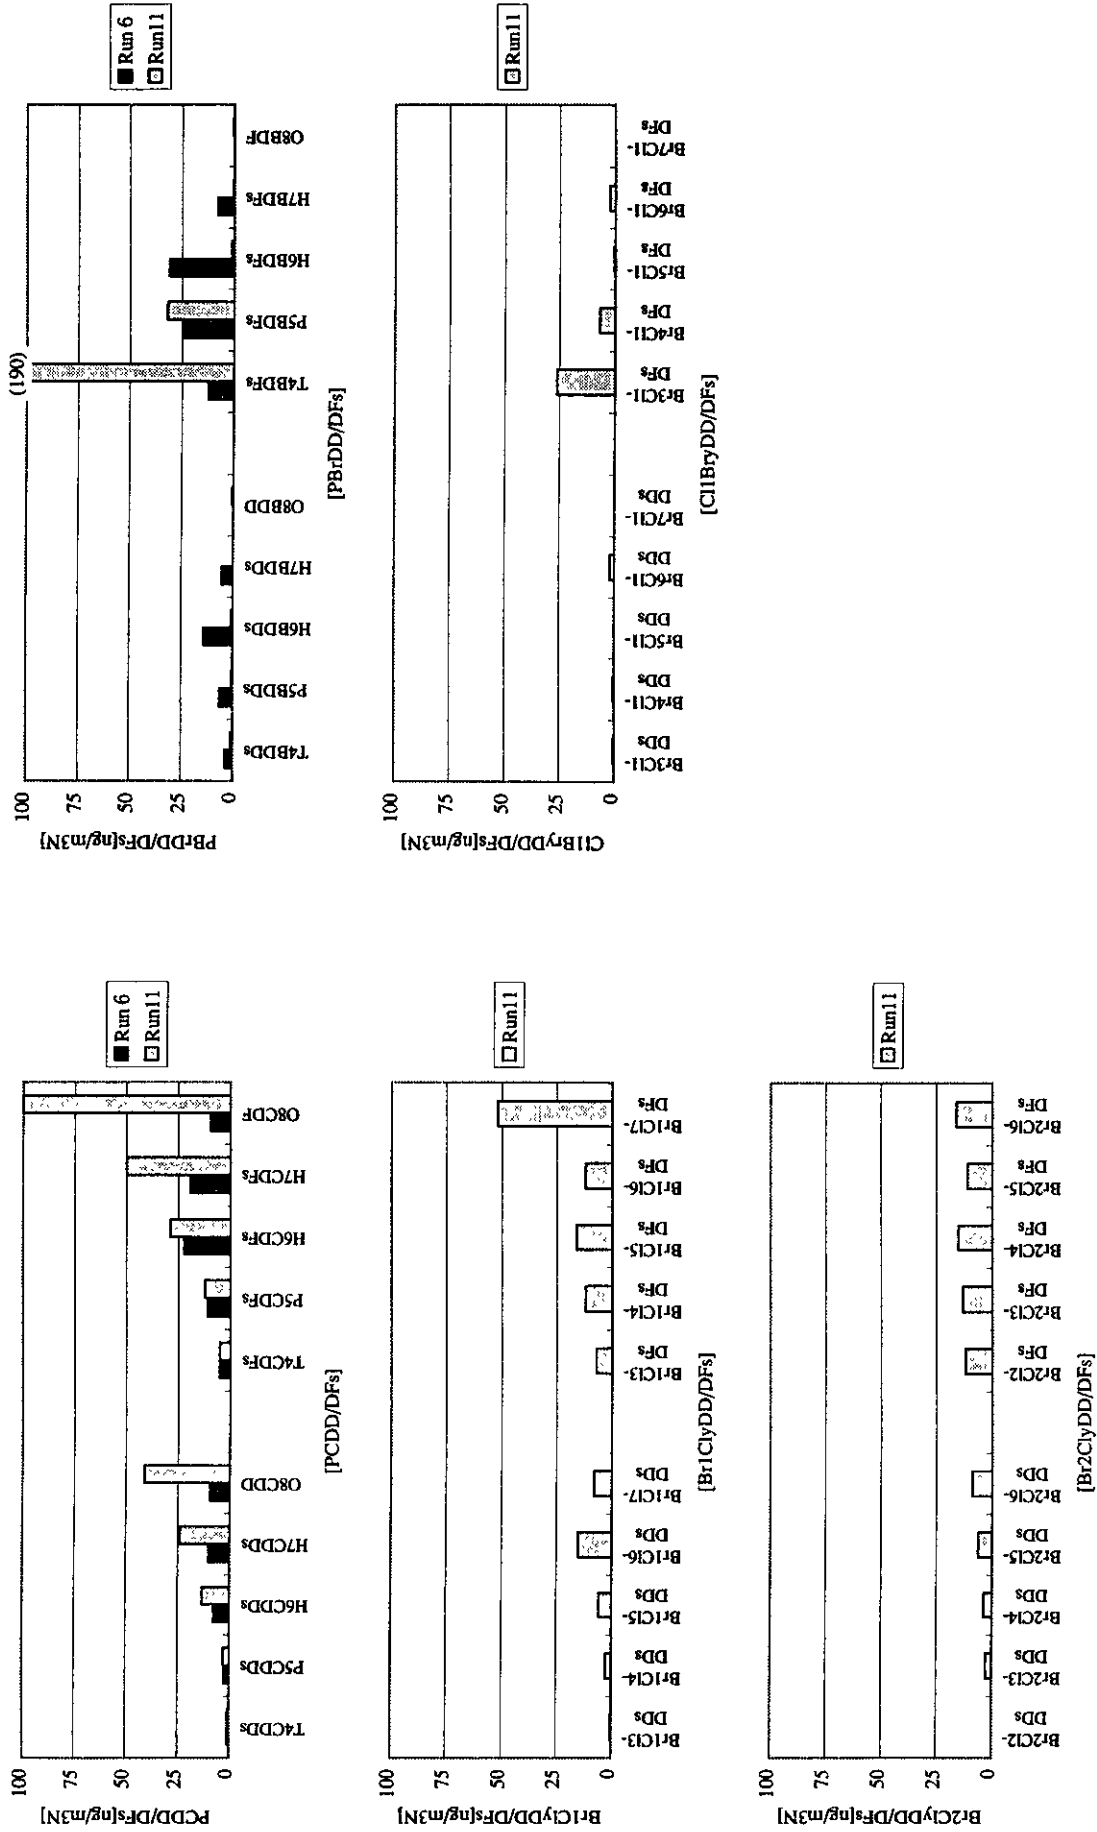 100
75
50
25
0
PCDD/DFs[ng/m3N]
T4CDDs
P5CDDs
H6CDDs
H7CDDs
O8CDD
T4CDFs
P5CDFs
H6CDFs
H7CDFs
O8CDF
[PCDD/DFs]
Run 6
Run11
100
75
50
25
0
Br1ClyDD/DFs[ng/m3N]
Br1Cl3-
DDs
Br1Cl4-
DDs
Br1Cl5-
DDs
Br1Cl6-
DDs
Br1Cl7-
DDs
Br1Cl3-
DFs
Br1Cl4-
DFs
Br1Cl5-
DFs
Br1Cl6-
DFs
Br1Cl7-
DFs
[Br1ClyDD/DFs]
Run11
100
75
50
25
0
Br2ClyDD/DFs[ng/m3N]
Br2Cl2-
DDs
Br2Cl3-
DDs
Br2Cl4-
DDs
Br2Cl5-
DDs
Br2Cl6-
DDs
Br2Cl2-
DFs
Br2Cl3-
DFs
Br2Cl4-
DFs
Br2Cl5-
DFs
Br2Cl6-
DFs
[Br2ClyDD/DFs]
Run11
(190)
100
75
50
25
0
PBrDD/DFs[ng/m3N]
T4BDDs
P5BDDs
H6BDDs
H7BDDs
O8BDD
T4BDFs
P5BDFs
H6BDFs
H7BDFs
O8BDF
[PBrDD/DFs]
Run 6
Run11
100
75
50
25
0
Cl1BryDD/DFs[ng/m3N]
Br3Cl1-
DDs
Br4Cl1-
DDs
Br5Cl1-
DDs
Br6Cl1-
DDs
Br7Cl1-
DDs
Br3Cl1-
DFs
Br4Cl1-
DFs
Br5Cl1-
DFs
Br6Cl1-
DFs
Br7Cl1-
DFs
[Cl1BryDD/DFs]
Run11